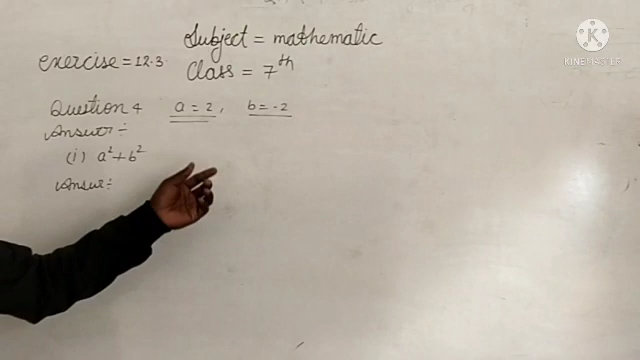 Subject = mathematic
exercise = 12.3
Class = 7th
Question 4 a = 2, b = -2
Answer :-
(i) a² + b²
Answer :-
KINEMASTER